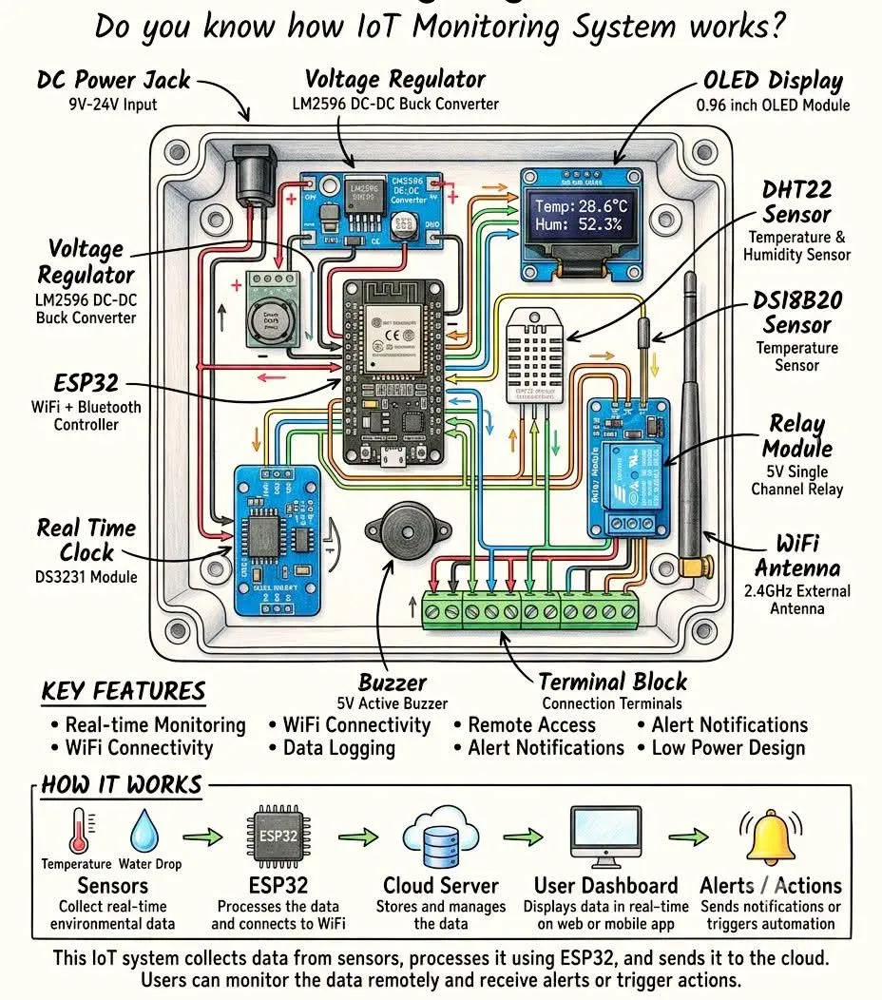 Do you know how IoT Monitoring System works?
DC Power Jack
9V-24V Input
Voltage Regulator
LM2596 DC-DC Buck Converter
OLED Display
0.96 inch OLED Module
Temp:28.6°C
Hum: 52.3%
DHT22
Sensor
Temperature &
Humidity Sensor
Voltage
Regulator
LM2596 DC-DC
Buck Converter
LM2596
Converter
DS18B20
Sensor
Temperature
Sensor
ESP32
WiFi + Bluetooth
Controller
Relay
Module
5V Single
Channel Relay
Real Time
Clock
DS3231 Module
WiFi
Antenna
2.4GHz External
Antenna
Buzzer
5V Active Buzzer
Terminal Block
Connection Terminals
KEY FEATURES
• Real-time Monitoring
• WiFi Connectivity
• Remote Access
• Alert Notifications
• WiFi Connectivity
• Data Logging
• Alert Notifications
• Low Power Design
HOW IT WORKS
Temperature
Water Drop
ESP32
Sensors
Collect real-time
environmental data
ESP32
Processes the data
and connects to WiFi
Cloud Server
Stores and manages
the data
User Dashboard
Displays data in real-time
on web or mobile app
Alerts / Actions
Sends notifications or
triggers automation
This IoT system collects data from sensors, processes it using ESP32, and sends it to the cloud.
Users can monitor the data remotely and receive alerts or trigger actions.